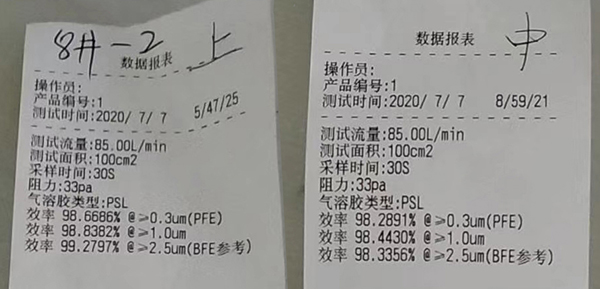 8井-2 上
数据报表
操作员:
产品编号:1
测试时间:2020/ 7/ 7 5/47/25
测试流量:85.00L/min
测试面积:100cm2
采样时间:30S
阻力:33pa
气溶胶类型:PSL
效率 98.6686% @≥0.3um(PFE)
效率 98.8382% @≥1.0um
效率 99.2797% @≥2.5um(BFE参考)
中
数据报表
操作员:
产品编号:1
测试时间:2020/ 7/ 7 8/59/21
测试流量:85.00L/min
测试面积:100cm2
采样时间:30S
阻力:33pa
气溶胶类型:PSL
效率 98.2891% @≥0.3um(PFE)
效率 98.4430% @≥1.0um
效率 98.3356% @≥2.5um(BFE参考)